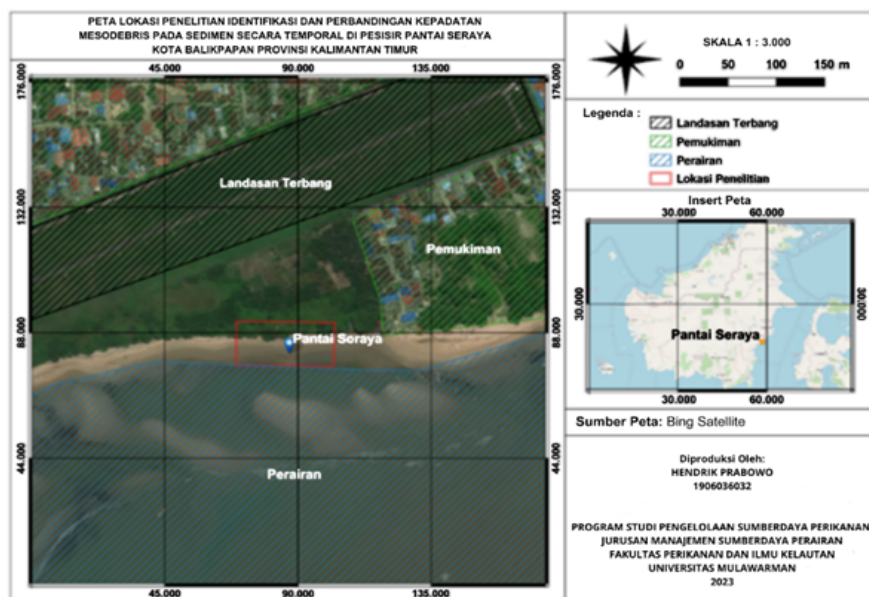 PETA LOKASI PENELITIAN IDENTIFIKASI DAN PERBANDINGAN KEPADATAN
MESODEBRIS PADA SEDIMEN SECARA TEMPORAL DI PESISIR PANTAI SERAYA
KOTA BALIKPAPAN PROVINSI KALIMANTAN TIMUR
45.000 90.000 135.000
176.000 176.000
Landasan Terbang
132.000 132.000
Pemukiman
88.000 88.000
Pantai Seraya
44.000 44.000
Perairan
45.000 90.000 135.000
SKALA 1 : 3.000
0 50 100 150 m
Legenda :
Landasan Terbang
Pemukiman
Perairan
Lokasi Penelitian
Insert Peta
30.000 60.000
30.000 30.000
Pantai Seraya
30.000 60.000
Sumber Peta: Bing Satellite
Diproduksi Oleh:
HENDRIK PRABOWO
1906036032
PROGRAM STUDI PENGELOLAAN SUMBERDAYA PERIKANAN
JURUSAN MANAJEMEN SUMBERDAYA PERAIRAN
FAKULTAS PERIKANAN DAN ILMU KELAUTAN
UNIVERSITAS MULAWARMAN
2023